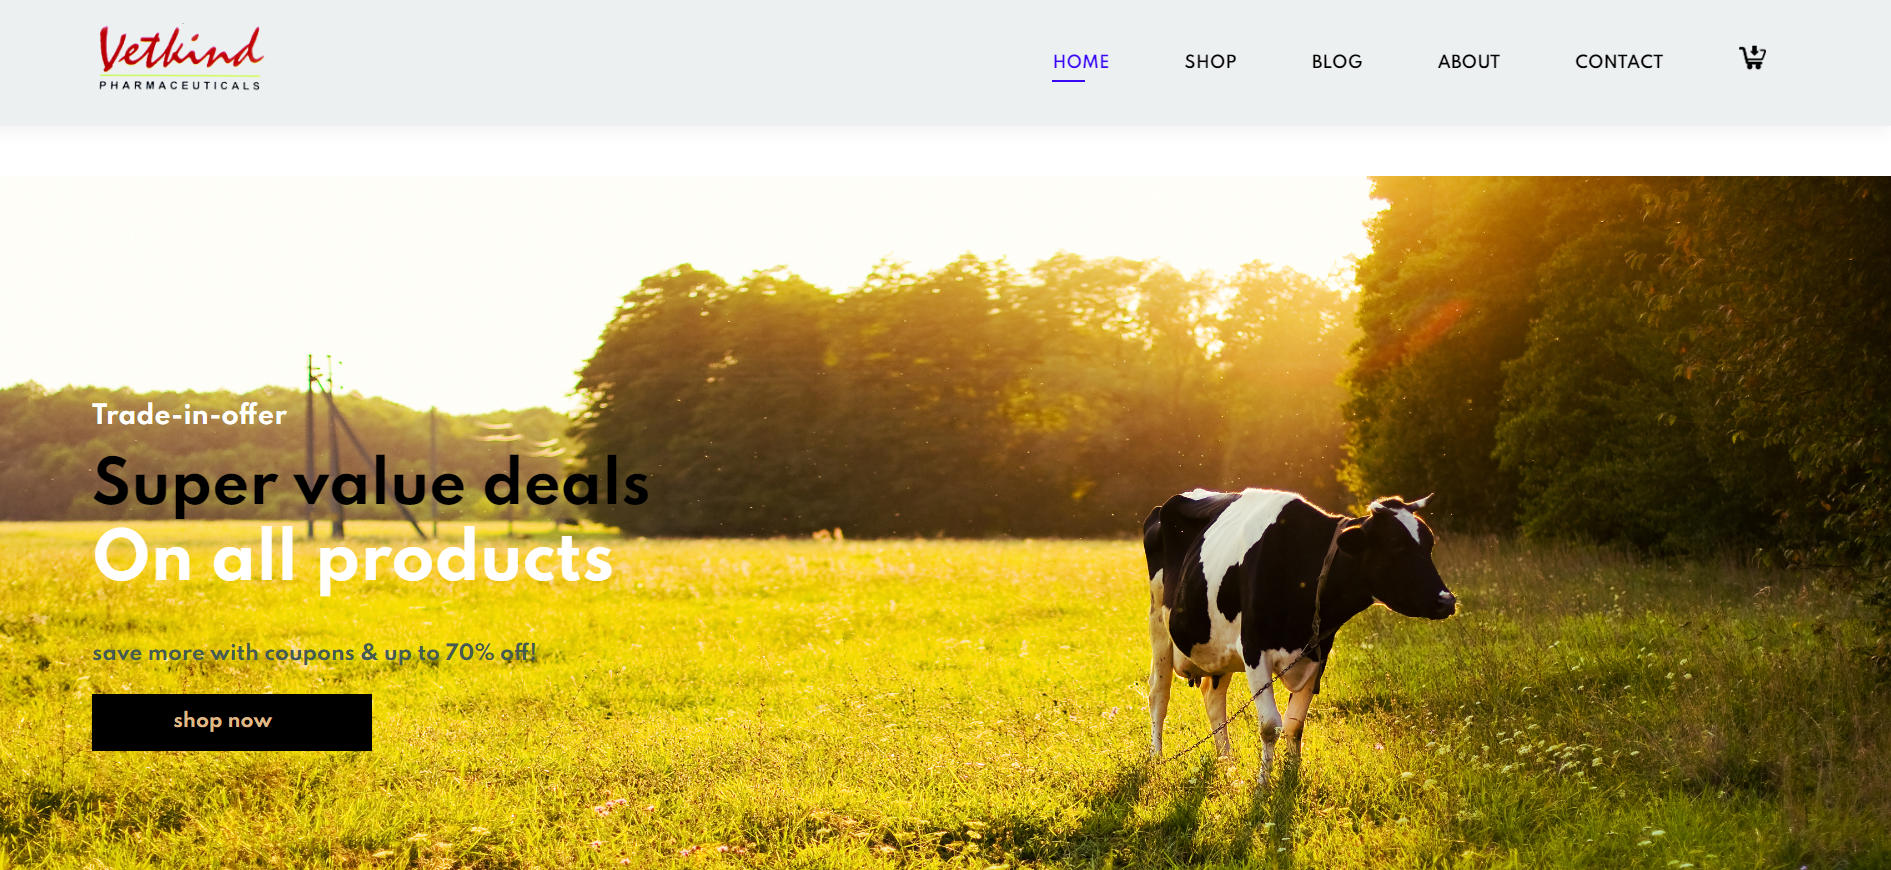 Vetkind
PHARMACEUTICALS
HOME
SHOP
BLOG
ABOUT
CONTACT
Trade-in-offer
Super value deals
On all products
save more with coupons & up to 70% off!
shop now